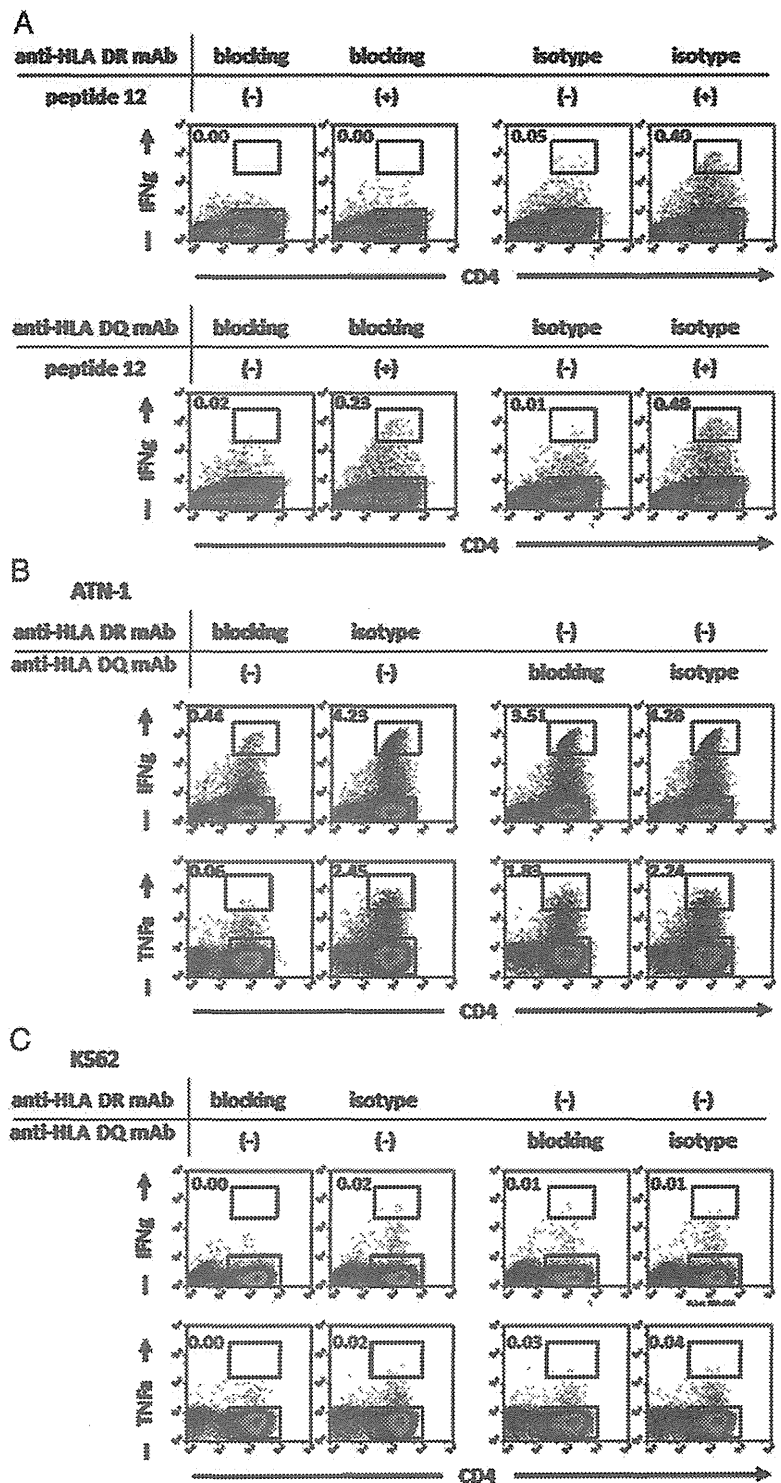 A
anti-HLA DR mAb blocking blocking isotype isotype
peptide 12 (-) (+) (-) (+)
0.00 0.00 0.05 0.40
IFNg
CD4
anti-HLA DQ mAb blocking blocking isotype isotype
peptide 12 (-) (+) (-) (+)
0.02 0.23 0.01 0.48
IFNg
CD4
B
ATN-1
anti-HLA DR mAb blocking isotype (-) (-)
anti-HLA DQ mAb (-) (-) blocking isotype
0.44 4.23 3.51 4.28
IFNg
0.06 2.45 1.83 2.24
TNFa
CD4
C
K562
anti-HLA DR mAb blocking isotype (-) (-)
anti-HLA DQ mAb (-) (-) blocking isotype
0.00 0.02 0.01 0.01
IFNg
0.00 0.02 0.03 0.04
TNFa
CD4